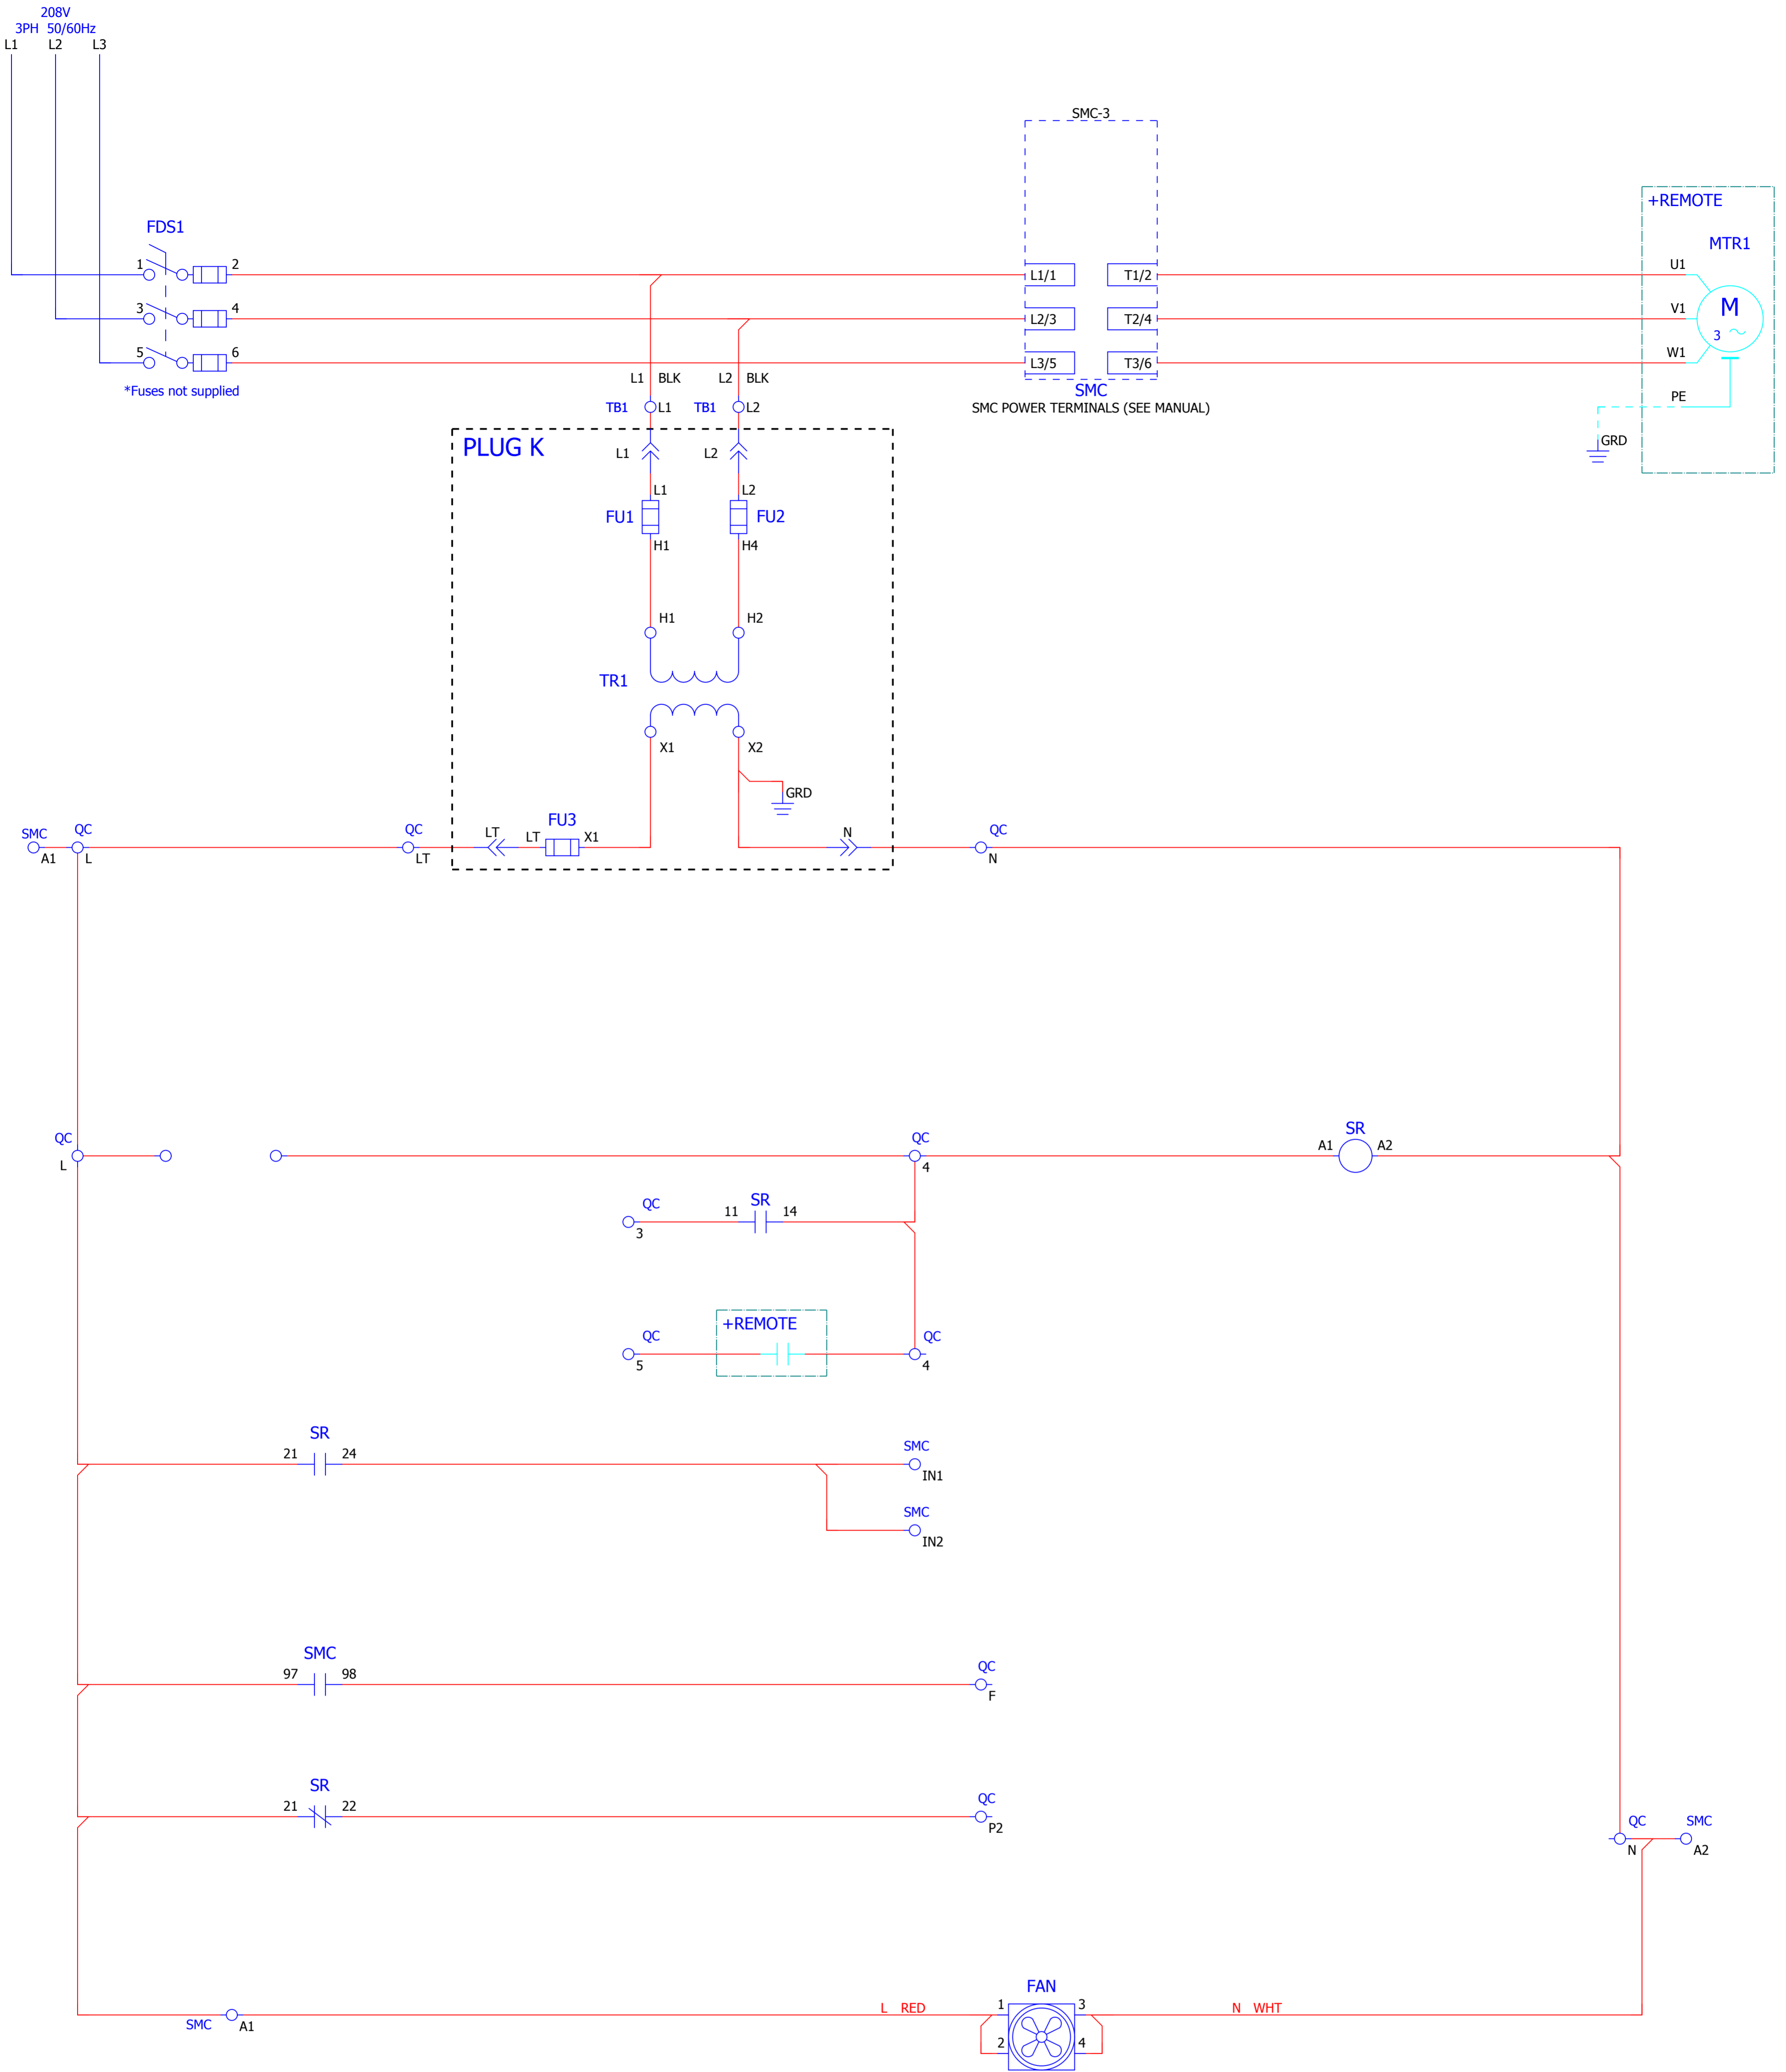 208V
3PH 50/60Hz
L1 L2 L3
SMC-3
+REMOTE
FDS1
MTR1
1 2 L1/1 T1/2 U1
3 4 L2/3 T2/4 V1
M
3
5 6 L3/5 T3/6 W1
*Fuses not supplied
L1 BLK L2 BLK
SMC
PE
TB1 L1 TB1 L2
SMC POWER TERMINALS (SEE MANUAL)
GRD
PLUG K
L1 L2
L1 L2
FU1 FU2
H1 H4
H1 H2
TR1
X1 X2
GRD
FU3
SMC QC QC LT LT X1 N QC
A1 L LT N
QC QC SR
A1 A2
L 4
QC SR
11 14
3
+REMOTE
QC QC
5 4
SR
21 24 SMC
IN1
SMC
IN2
SMC
97 98 QC
F
SR
21 22 QC
P2
QC SMC
N A2
FAN
L RED 1 3 N WHT
SMC A1
2 4